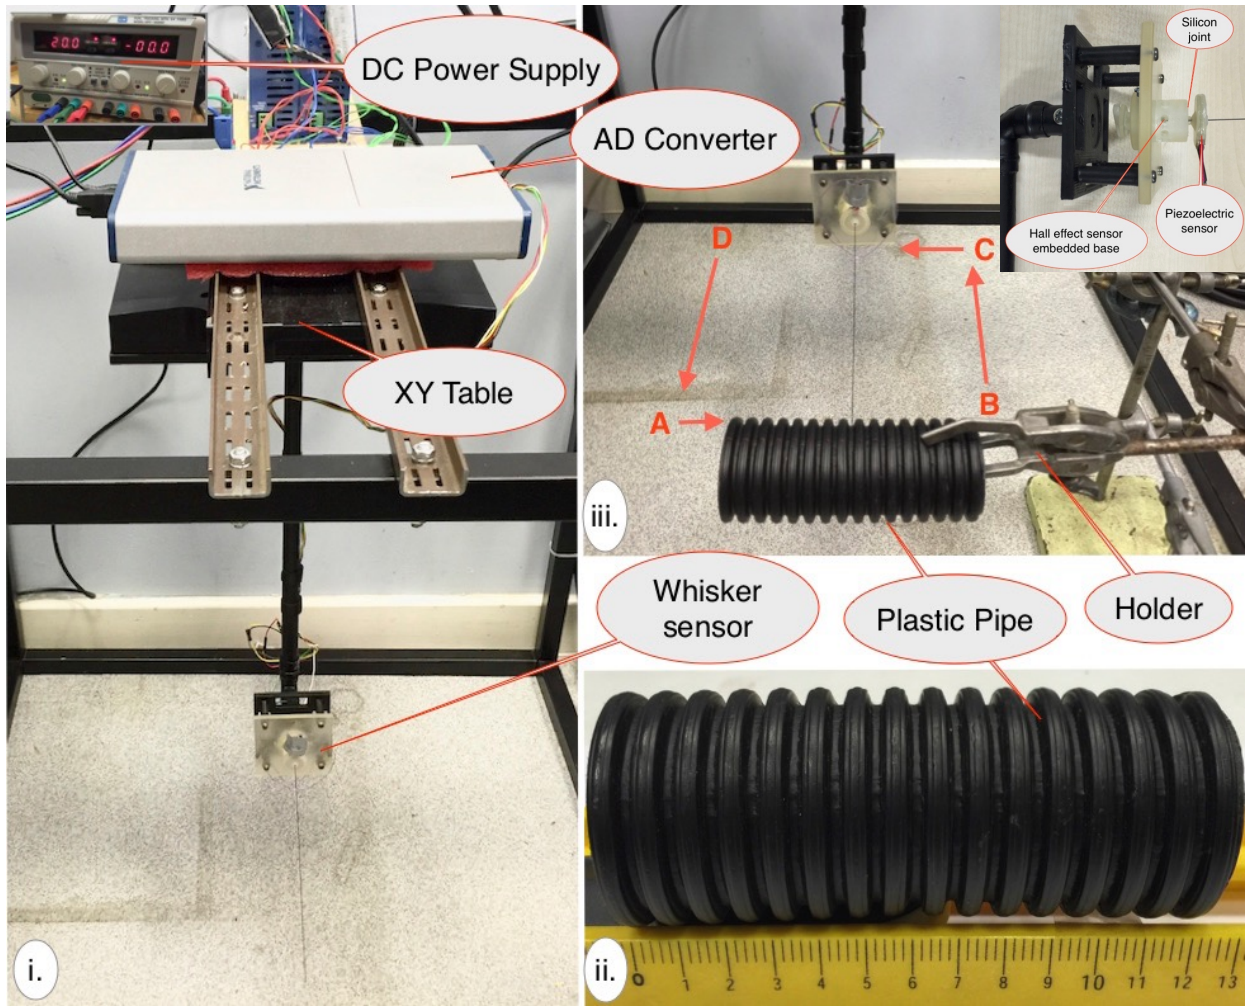 20.0 -00.0
DC Power Supply
AD Converter
XY Table
Whisker
sensor
i.
Silicon
joint
Hall effect sensor
embedded base
Piezoelectric
sensor
D
C
A
B
iii.
Plastic Pipe
Holder
ii.
0 1 2 3 4 5 6 7 8 9 10 11 12 13